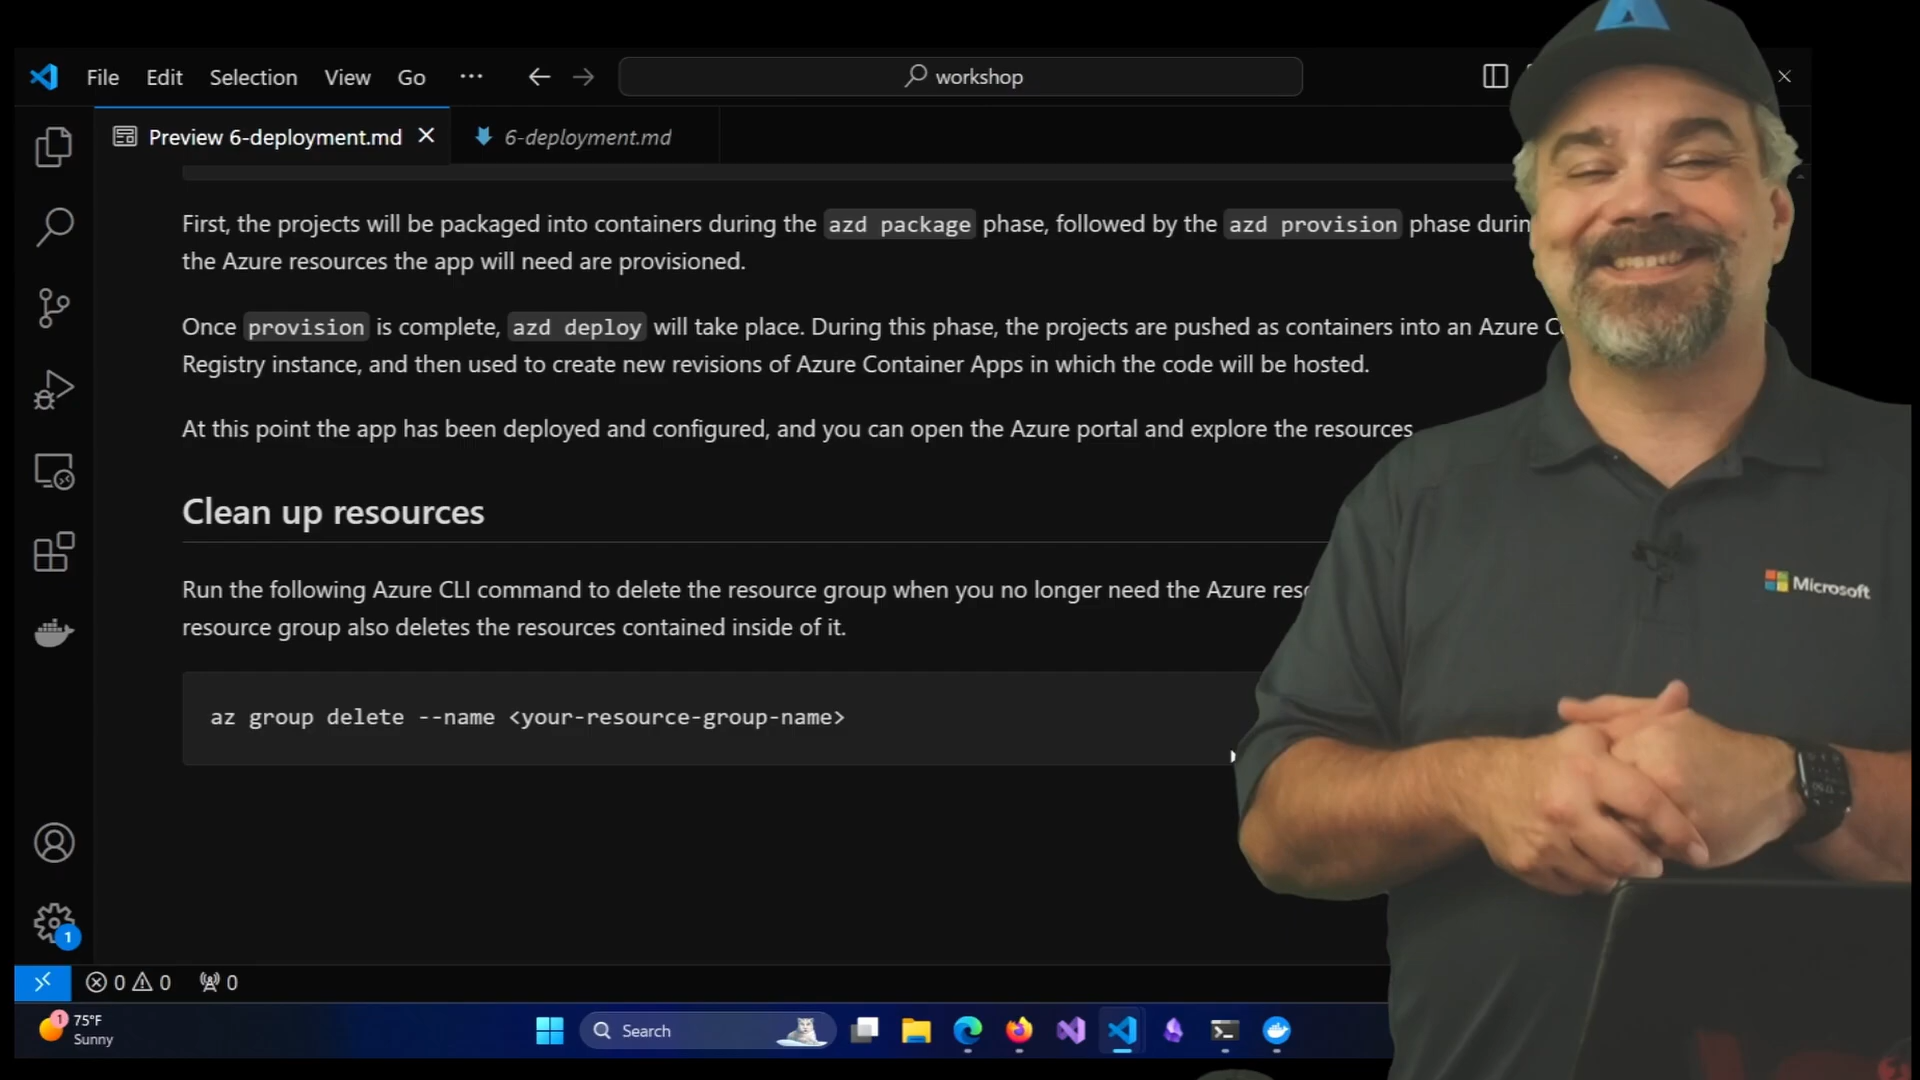 File Edit Selection View Go ··· workshop
Preview 6-deployment.md 6-deployment.md
First, the projects will be packaged into containers during the azd package phase, followed by the azd provision phase
the Azure resources the app will need are provisioned.
Once provision is complete, azd deploy will take place. During this phase, the projects are pushed as containers into an Azure
Registry instance, and then used to create new revisions of Azure Container Apps in which the code will be hosted.
At this point the app has been deployed and configured, and you can open the Azure portal and explore the resources
Clean up resources
Run the following Azure CLI command to delete the resource group when you no longer need the Azure
resource group also deletes the resources contained inside of it.
az group delete --name <your-resource-group-name>
Microsoft
1
0 0 0
1
75°F
Sunny
Search